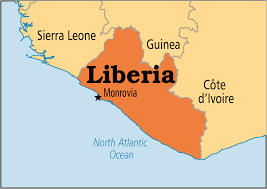 Sierra Leone
Guinea
Liberia
Monrovia
Côte
d'Ivoire
North Atlantic
Ocean